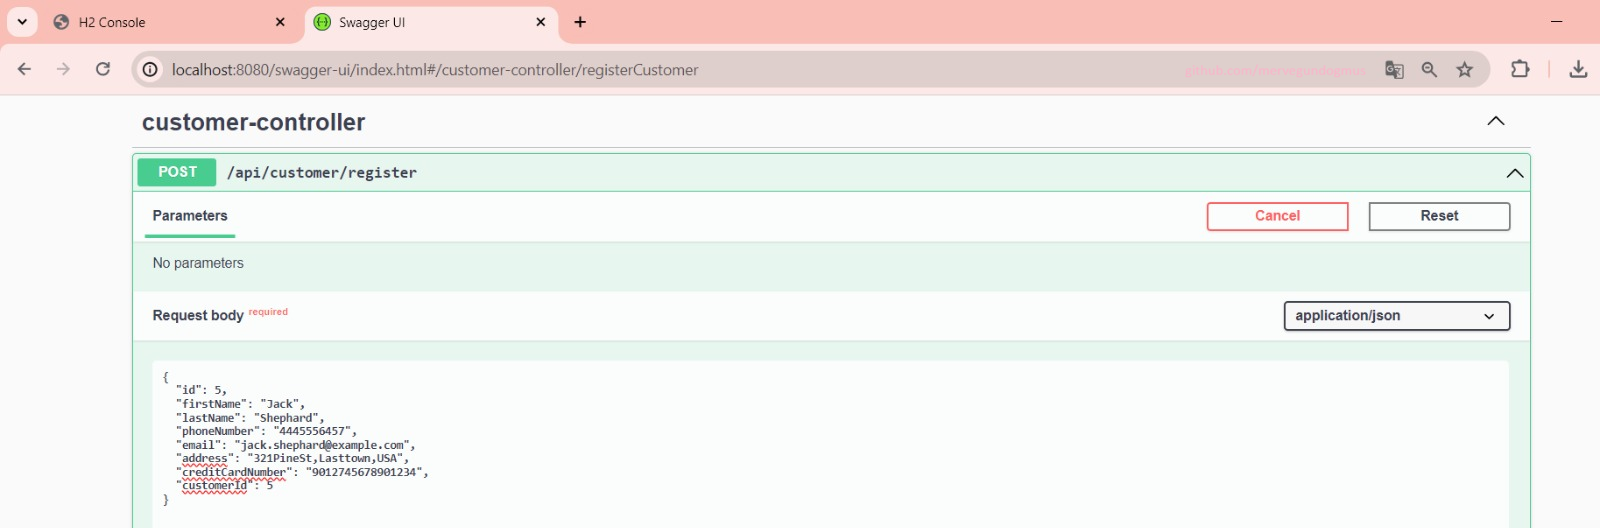 H2 Console
Swagger UI
localhost:8080/swagger-ui/index.html#/customer-controller/registerCustomer
customer-controller
POST /api/customer/register
Parameters
Cancel
Reset
No parameters
Request body required
application/json
{
"id": 5,
"firstName": "Jack",
"lastName": "Shephard",
"phoneNumber": "4445556457",
"email": "jack.shephard@example.com",
"address": "321PineSt,Lasttown,USA",
"creditCardNumber": "9012745678901234",
"customerId": 5
}